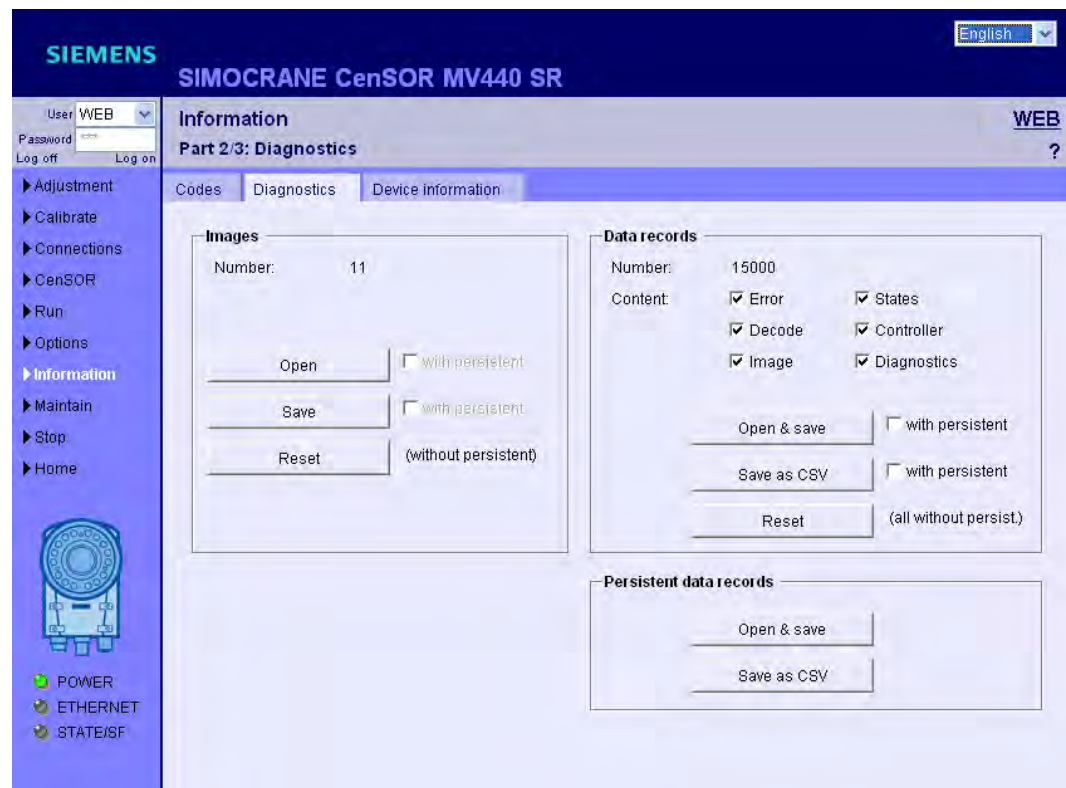 English
SIEMENS
SIMOCRANE CenSOR MV440 SR
User WEB
Password ***
Log off Log on
Information
Part 2/3: Diagnostics
WEB
?
Adjustment
Calibrate
Connections
CenSOR
Run
Options
Information
Maintain
Stop
Home
POWER
ETHERNET
STATE/SF
Codes Diagnostics Device information
Images
Number: 11
Open with persistent
Save with persistent
Reset (without persistent)
Data records
Number: 15000
Content: Error States
Decode Controller
Image Diagnostics
Open & save with persistent
Save as CSV with persistent
Reset (all without persist.)
Persistent data records
Open & save
Save as CSV